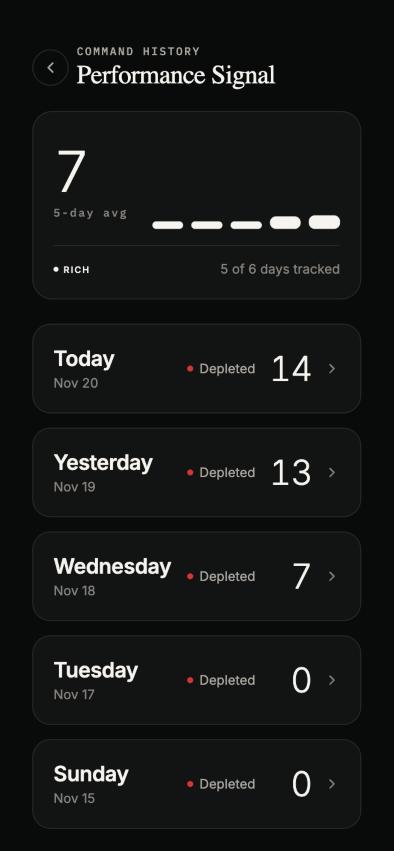 COMMAND HISTORY
Performance Signal
7
5-day avg
RICH
5 of 6 days tracked
Today
Depleted 14
Nov 20
Yesterday
Depleted 13
Nov 19
Wednesday
Depleted 7
Nov 18
Tuesday
Depleted 0
Nov 17
Sunday
Depleted 0
Nov 15